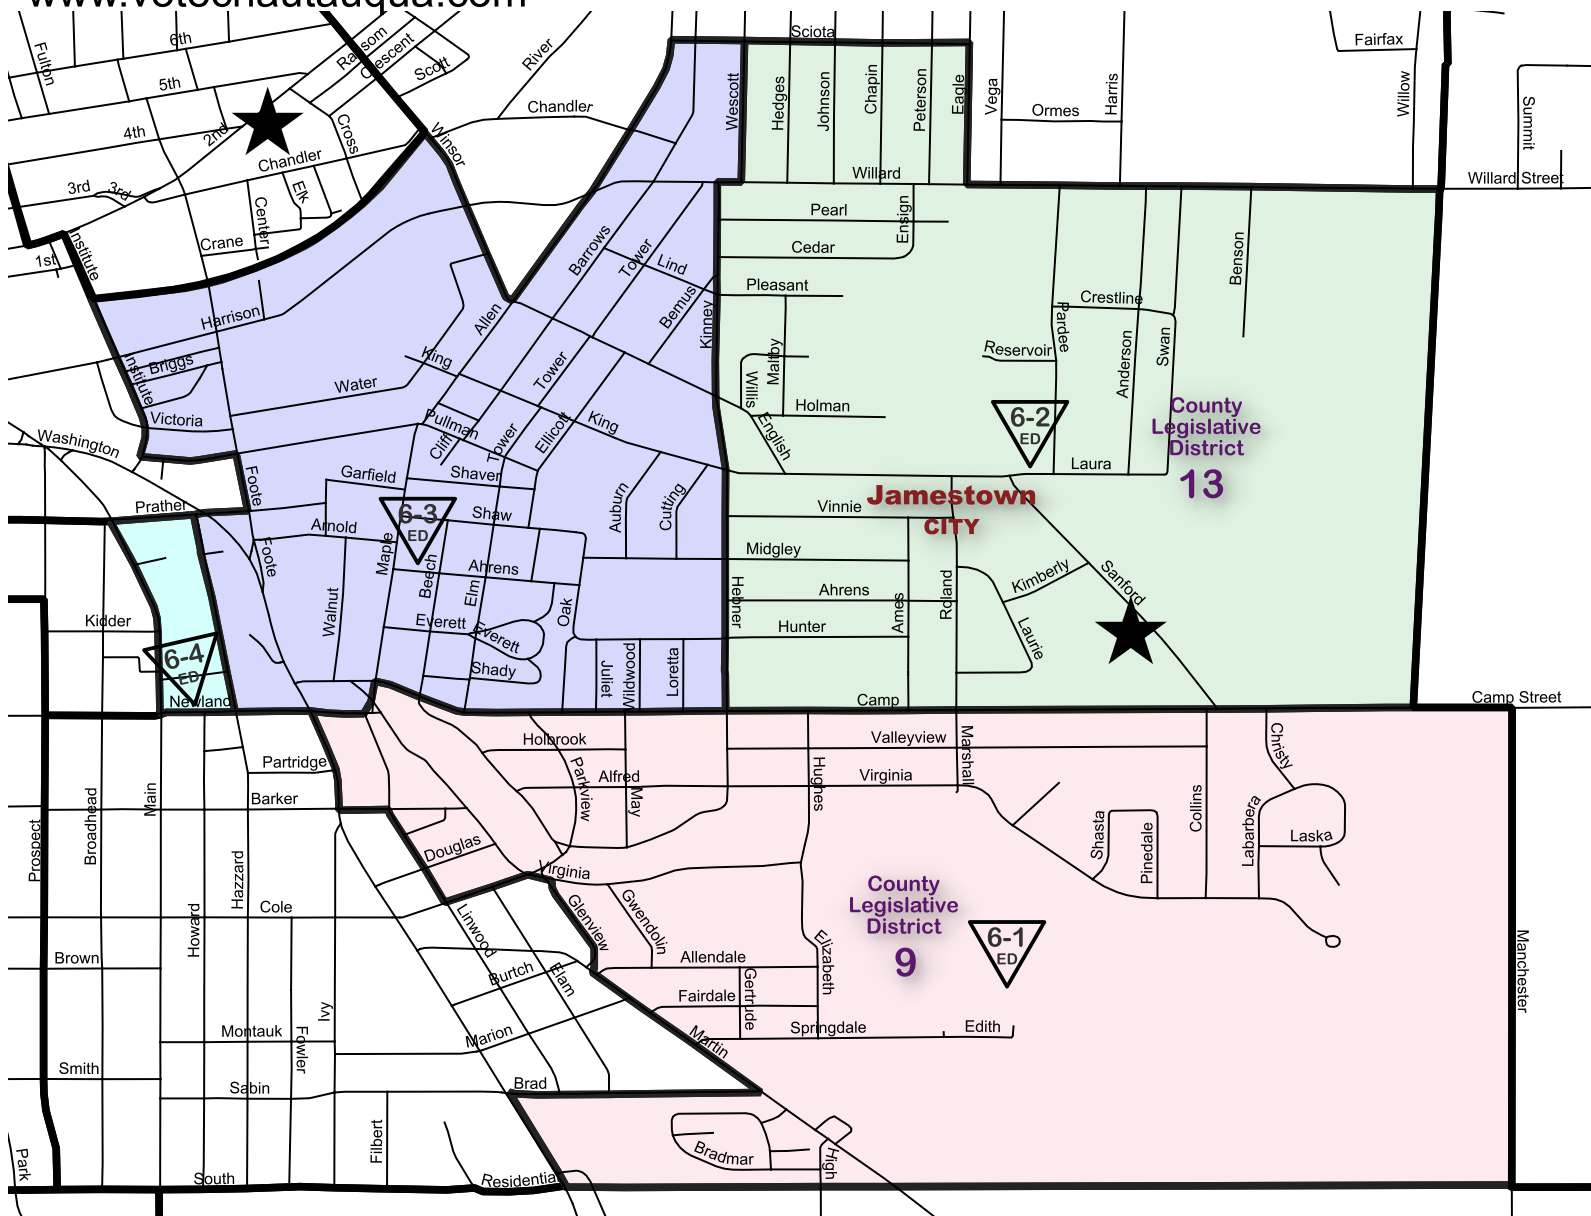 www.votechautauqua.com
Sciota
6th
Ransom
Crescent
Scott
River
Fairfax
Fulton
5th
Chandler
Wescott
Hedges
Johnson
Chapin
Peterson
Eagle
Vega
Ormes
Harris
Willow
Summit
4th
2nd
Cross
Winsor
Chandler
Willard
Willard Street
3rd
3rd
Elk
Center
Crane
Institute
1st
Pearl
Ensign
Cedar
Barrows
Tower
Lind
Bemus
Kinney
Pleasant
Benson
Crestline
Pardee
Harrison
Allen
Anderson
Swan
Reservoir
Briggs
Institute
King
Tower
Maltby
Willis
Water
Victoria
Pullman
Cliff
Tower
Ellicott
King
Holman
English
6-2
ED
County
Legislative
District
13
Washington
Foote
Garfield
Shaver
Laura
Prather
Arnold
6-3
ED
Shaw
Auburn
Cutting
Vinnie
Jamestown
CITY
Foote
Maple
Beech
Ahrens
Elm
Midgley
Walnut
Oak
Hebner
Ahrens
Ames
Roland
Kimberly
Sanford
Kidder
Everett
Everett
Hunter
Laurie
6-4
ED
Shady
Juliet
Wildwood
Loretta
Newland
Camp
Camp Street
Holbrook
Valleyview
Marshall
Christy
Partridge
Parkview
Alfred
May
Hughes
Virginia
Barker
Main
Broadhead
Prospect
Collins
Labarbera
Laska
Shasta
Pinedale
Douglas
Virginia
Hazzard
County
Legislative
District
9
6-1
ED
Cole
Howard
Linwood
Glenview
Gwendolin
Elizabeth
Manchester
Brown
Burtch
Elam
Allendale
Gertrude
Fairdale
Ivy
Montauk
Fowler
Marion
Martin
Springdale
Edith
Smith
Sabin
Brad
Filbert
Park
South
Residential
Bradmar
High